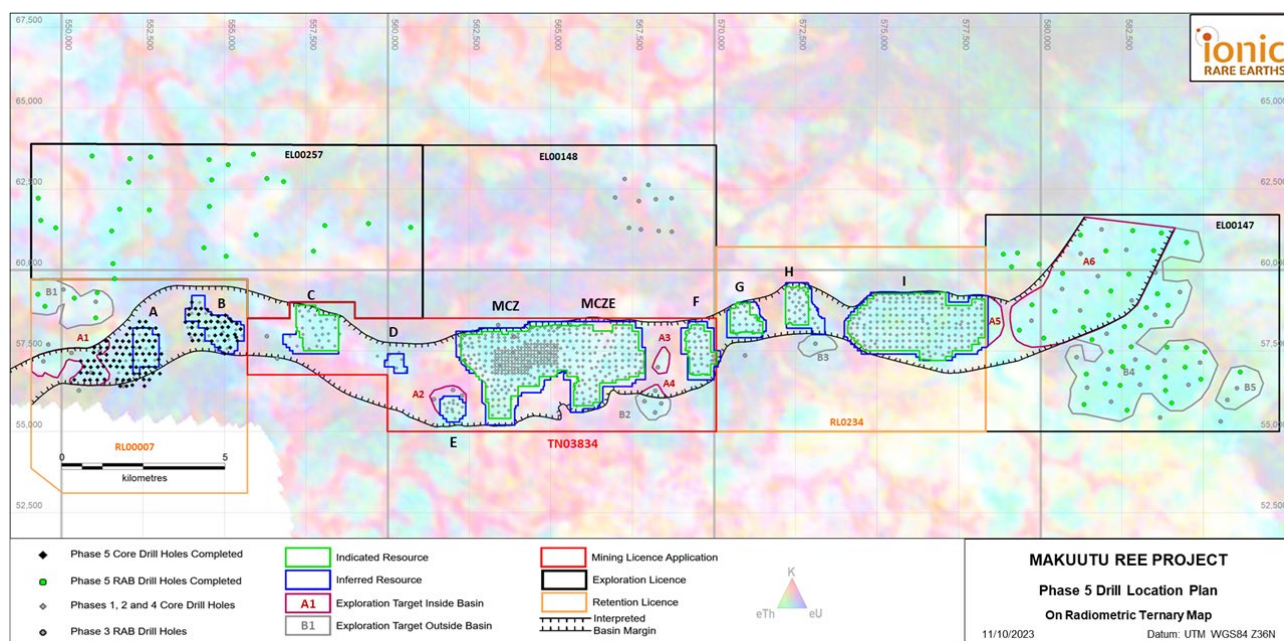 550,000 552,500 555,000 557,500 560,000 562,500 565,000 567,500 570,000 572,500 575,000 577,500 580,000 582,500
67,500 67,500
ionic
RARE EARTHS
65,000 65,000
EL00257 EL00148
62,500 62,500
EL00147
60,000 60,000
A6
H I
G
B1 A B C MCZ MCZE F
A5
D
A1 A3
57,500 57,500
B3
A4
A2 B4 B5
B2
E
55,000 55,000
RL00007 TN03834 RL0234
0 5
kilometres
52,500 52,500
Phase 5 Core Drill Holes Completed
Phase 5 RAB Drill Holes Completed
Phases 1, 2 and 4 Core Drill Holes
Phase 3 RAB Drill Holes
Indicated Resource
Inferred Resource
A1 Exploration Target Inside Basin
B1 Exploration Target Outside Basin
Mining Licence Application
Exploration Licence
Retention Licence
Interpreted
Basin Margin
K
eTh eU
MAKUUTU REE PROJECT
Phase 5 Drill Location Plan
On Radiometric Ternary Map
11/10/2023 Datum: UTM WGS84 Z36N